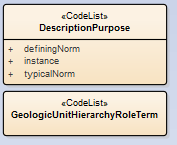 «CodeList»
DescriptionPurpose
+ definingNorm
+ instance
+ typicalNorm
«CodeList»
GeologicUnitHierarchyRoleTerm